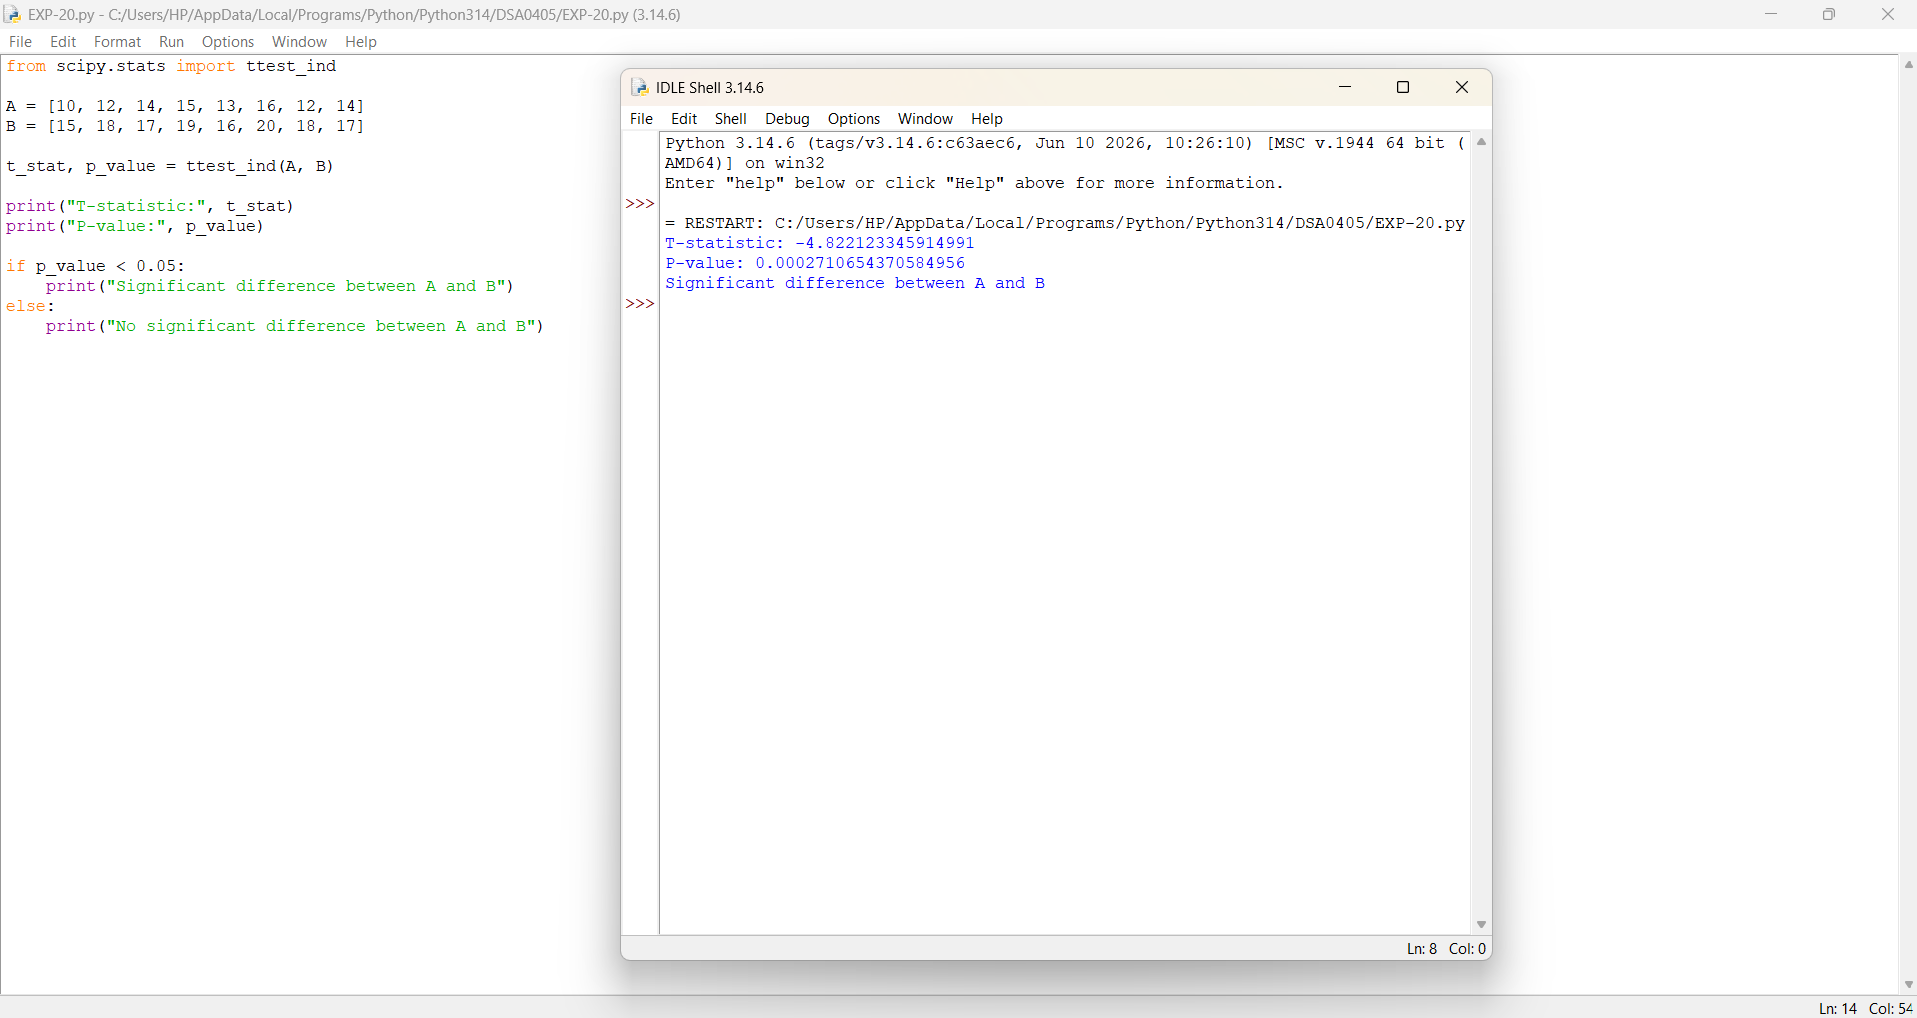 EXP-20.py - C:/Users/HP/AppData/Local/Programs/Python/Python314/DSA0405/EXP-20.py (3.14.6)
File Edit Format Run Options Window Help
from scipy.stats import ttest_ind
A = [10, 12, 14, 15, 13, 16, 12, 14]
B = [15, 18, 17, 19, 16, 20, 18, 17]
t_stat, p_value = ttest_ind(A, B)
print("T-statistic:", t_stat)
print("P-value:", p_value)
if p_value < 0.05:
    print("Significant difference between A and B")
else:
    print("No significant difference between A and B")
IDLE Shell 3.14.6
File Edit Shell Debug Options Window Help
Python 3.14.6 (tags/v3.14.6:c63aec6, Jun 10 2026, 10:26:10) [MSC v.1944 64 bit (
AMD64)] on win32
Enter "help" below or click "Help" above for more information.
>>>
= RESTART: C:/Users/HP/AppData/Local/Programs/Python/Python314/DSA0405/EXP-20.py
T-statistic: -4.822123345914991
P-value: 0.0002710654370584956
Significant difference between A and B
>>>
Ln: 8 Col: 0
Ln: 14 Col: 54